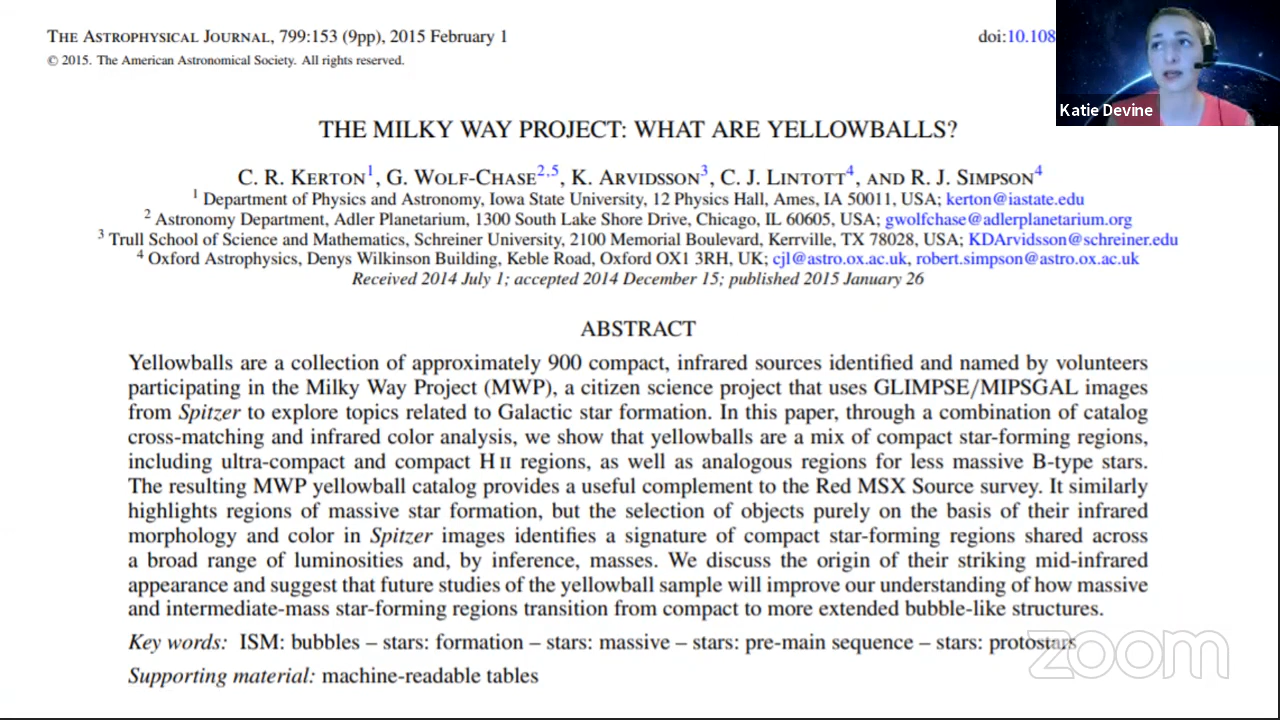 THE ASTROPHYSICAL JOURNAL, 799:153 (9pp), 2015 February 1
doi:10.108
© 2015. The American Astronomical Society. All rights reserved.
Katie Devine
THE MILKY WAY PROJECT: WHAT ARE YELLOWBALLS?
C. R. KERTON1, G. WOLF-CHASE2,5, K. ARVIDSSON3, C. J. LINTOTT4, AND R. J. SIMPSON4
1 Department of Physics and Astronomy, Iowa State University, 12 Physics Hall, Ames, IA 50011, USA; kerton@iastate.edu
2 Astronomy Department, Adler Planetarium, 1300 South Lake Shore Drive, Chicago, IL 60605, USA; gwolfchase@adlerplanetarium.org
3 Trull School of Science and Mathematics, Schreiner University, 2100 Memorial Boulevard, Kerrville, TX 78028, USA; KDArvidsson@schreiner.edu
4 Oxford Astrophysics, Denys Wilkinson Building, Keble Road, Oxford OX1 3RH, UK; cjl@astro.ox.ac.uk, robert.simpson@astro.ox.ac.uk
Received 2014 July 1; accepted 2014 December 15; published 2015 January 26
ABSTRACT
Yellowballs are a collection of approximately 900 compact, infrared sources identified and named by volunteers
participating in the Milky Way Project (MWP), a citizen science project that uses GLIMPSE/MIPSGAL images
from Spitzer to explore topics related to Galactic star formation. In this paper, through a combination of catalog
cross-matching and infrared color analysis, we show that yellowballs are a mix of compact star-forming regions,
including ultra-compact and compact H II regions, as well as analogous regions for less massive B-type stars.
The resulting MWP yellowball catalog provides a useful complement to the Red MSX Source survey. It similarly
highlights regions of massive star formation, but the selection of objects purely on the basis of their infrared
morphology and color in Spitzer images identifies a signature of compact star-forming regions shared across
a broad range of luminosities and, by inference, masses. We discuss the origin of their striking mid-infrared
appearance and suggest that future studies of the yellowball sample will improve our understanding of how massive
and intermediate-mass star-forming regions transition from compact to more extended bubble-like structures.
Key words: ISM: bubbles – stars: formation – stars: massive – stars: pre-main sequence – stars: protostars
Supporting material: machine-readable tables
zoom